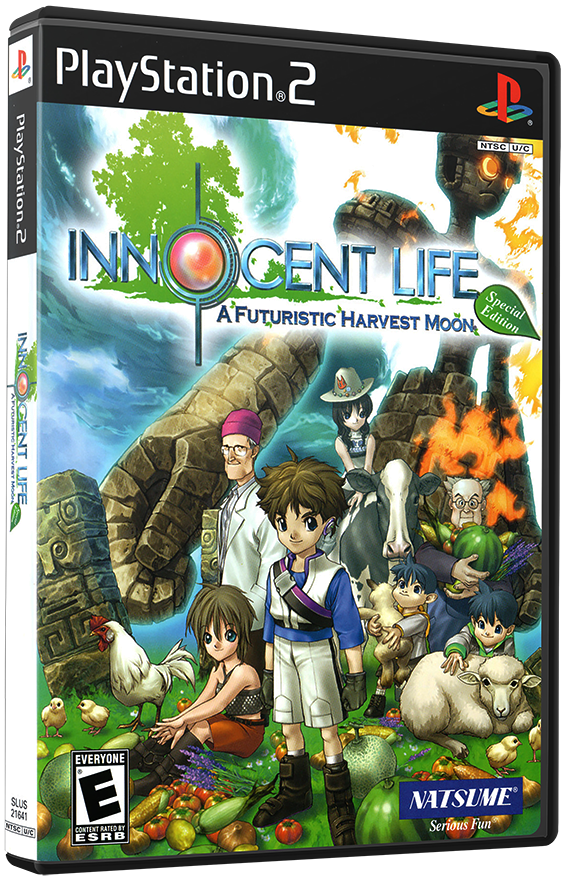 PlayStation®2
NTSC U/C
INNOCENT LIFE
A FUTURISTIC HARVEST MOON
Special
Edition
EVERYONE
E
®
CONTENT RATED BY
ESRB
NATSUME®
Serious Fun™
PlayStation®2
INNOCENT LIFE
A FUTURISTIC HARVEST MOON
SLUS
21641
NTSC U/C